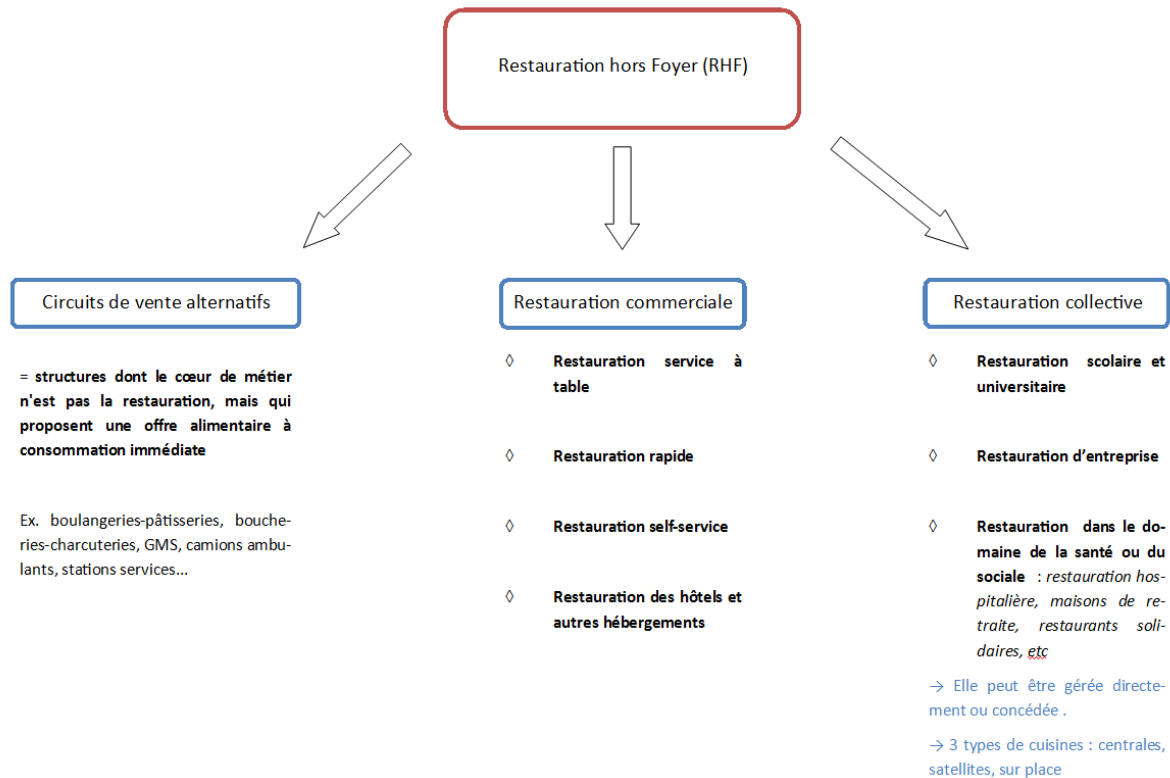 Restauration hors Foyer (RHF)
Circuits de vente alternatifs
= structures dont le cœur de métier
n'est pas la restauration, mais qui
proposent une offre alimentaire à
consommation immédiate
Ex. boulangeries-pâtisseries, bouche-
ries-charcuteries, GMS, camions ambu-
lants, stations services...
Restauration commerciale
◊ Restauration service à
table
◊ Restauration rapide
◊ Restauration self-service
◊ Restauration des hôtels et
autres hébergements
Restauration collective
◊ Restauration scolaire et
universitaire
◊ Restauration d’entreprise
◊ Restauration dans le do-
maine de la santé ou du
sociale : restauration hos-
pitalière, maisons de re-
traite, restaurants soli-
daires, etc
→ Elle peut être gérée directe-
ment ou concédée .
→ 3 types de cuisines : centrales,
satellites, sur place